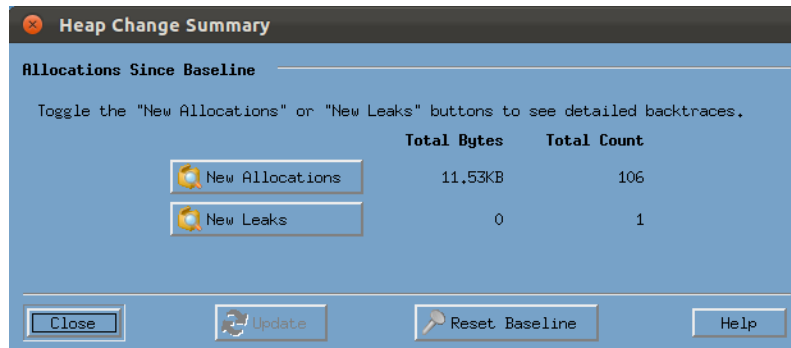 Heap Change Summary
Allocations Since Baseline
Toggle the "New Allocations" or "New Leaks" buttons to see detailed backtraces.
Total Bytes Total Count
New Allocations 11.53KB 106
New Leaks 0 1
Close Update Reset Baseline Help